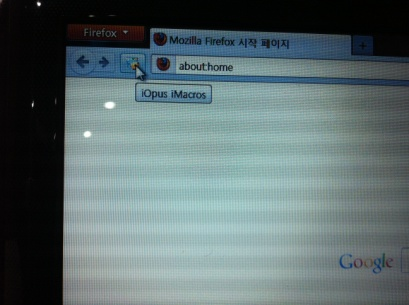 Firefox
Mozilla Firefox 시작 페이지
about:home
iOpus iMacros
Google